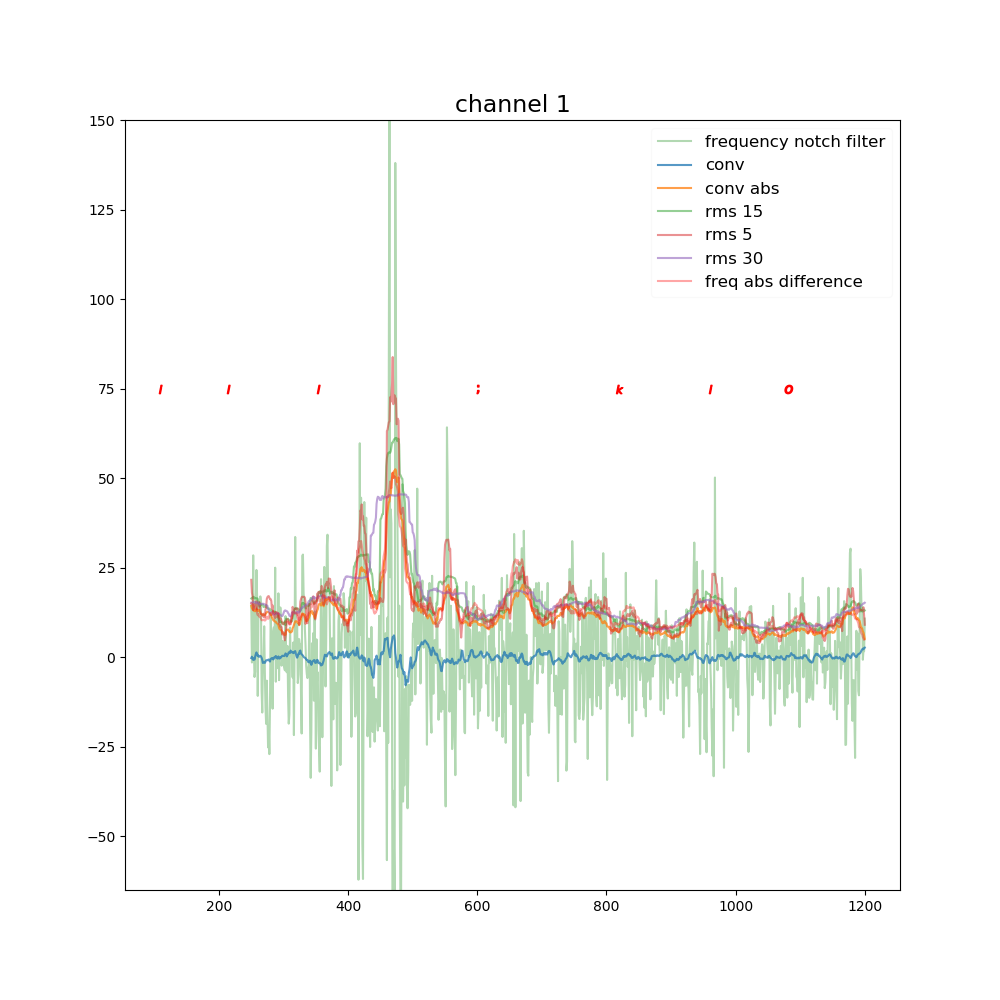 channel 1
150
125
100
75
50
25
0
−25
−50
frequency notch filter
conv
conv abs
rms 15
rms 5
rms 30
freq abs difference
l l l ; k l o
200 400 600 800 1000 1200